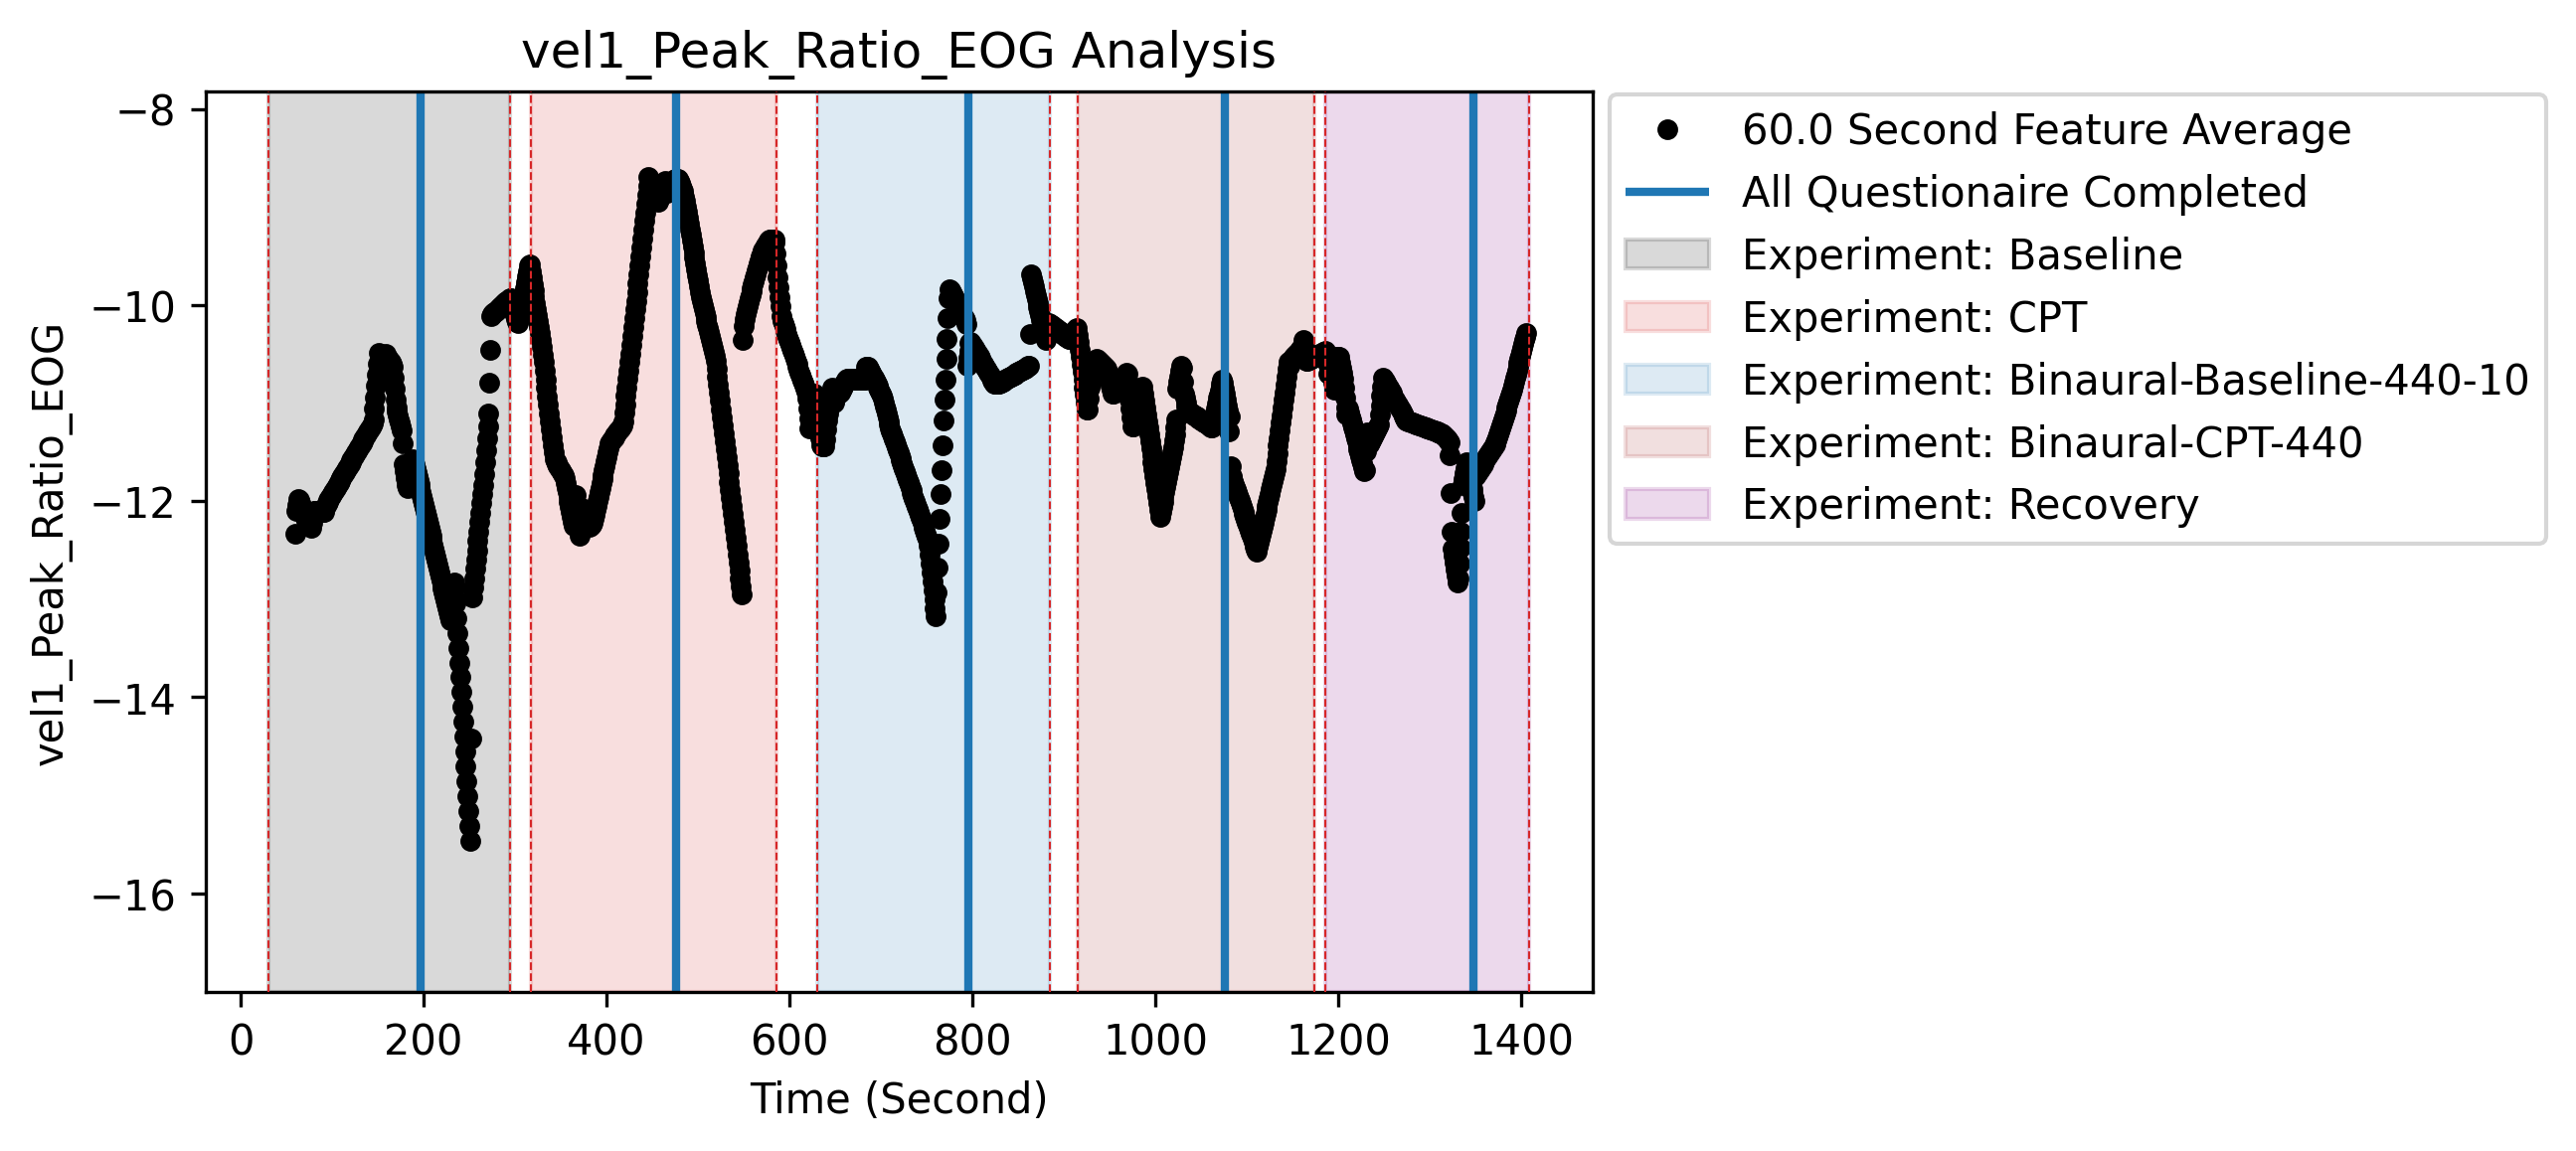 vel1_Peak_Ratio_EOG Analysis
vel1_Peak_Ratio_EOG
−8
−10
−12
−14
−16
0 200 400 600 800 1000 1200 1400
Time (Second)
60.0 Second Feature Average
All Questionaire Completed
Experiment: Baseline
Experiment: CPT
Experiment: Binaural-Baseline-440-10
Experiment: Binaural-CPT-440
Experiment: Recovery